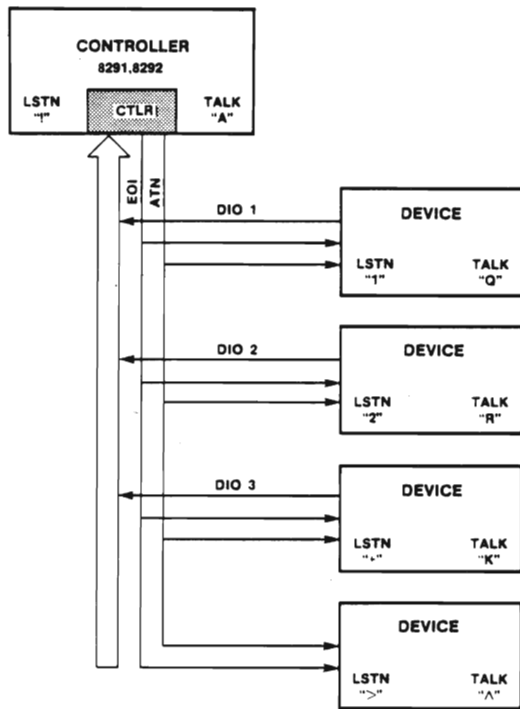 CONTROLLER
8291,8292
LSTN
"!"
CTLR
TALK
"A"
EOI
ATN
DIO 1
DEVICE
LSTN
"1"
TALK
"Q"
DIO 2
DEVICE
LSTN
"2"
TALK
"R"
DIO 3
DEVICE
LSTN
"+"
TALK
"K"
DEVICE
LSTN
">"
TALK
"^"